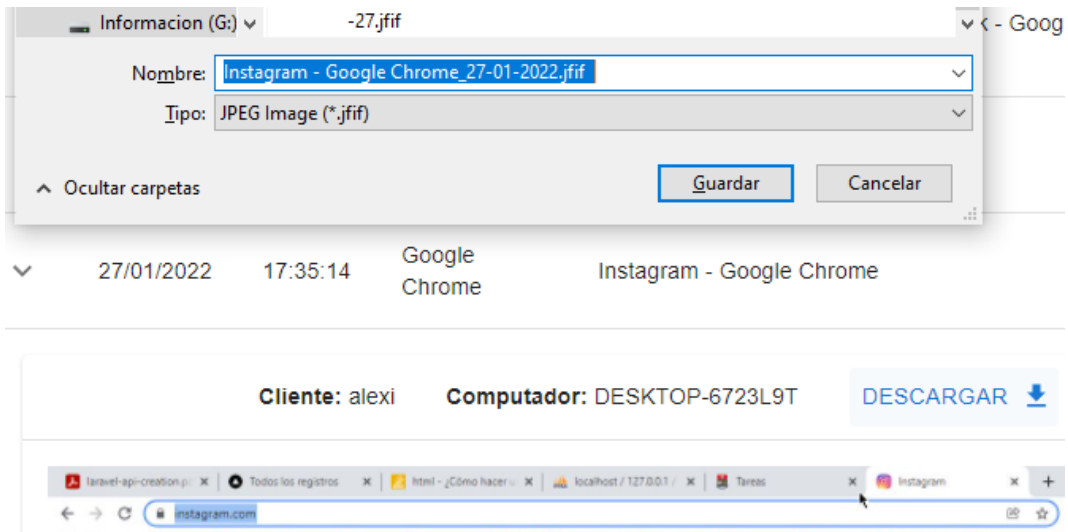 Informacion (G:) -27.jfif
- Goog
Nombre: Instagram - Google Chrome_27-01-2022.jfif
Tipo: JPEG Image (*.jfif)
Ocultar carpetas Guardar Cancelar
27/01/2022 17:35:14 Google Chrome Instagram - Google Chrome
Cliente: alexi Computador: DESKTOP-6723L9T DESCARGAR
laravel-api-creation.p Todos los registros html - ¿Cómo hacer localhost / 127.0.0.1 / Tareas Instagram
instagram.com